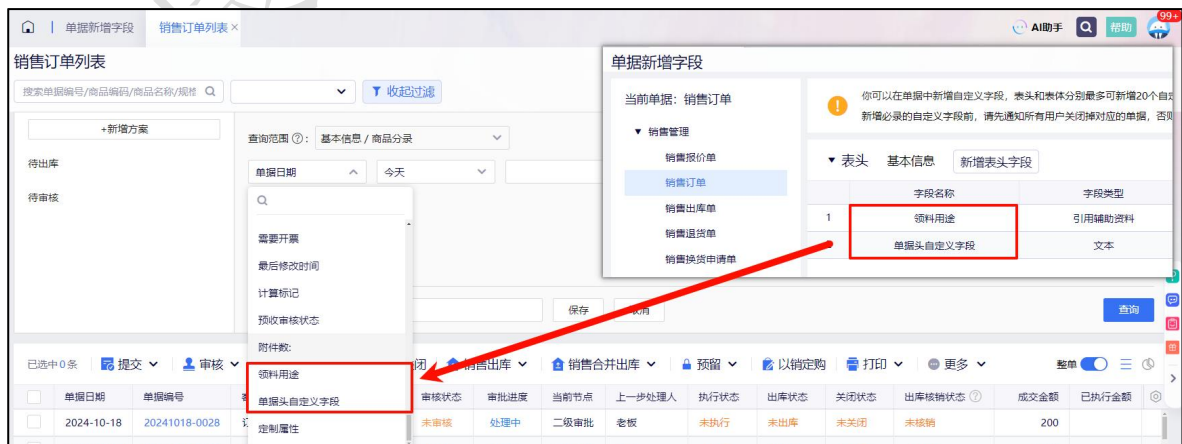 单据新增字段 销售订单列表× AI助手 帮助 99+
销售订单列表
搜索单据编号/商品编码/商品名称/规格 收起过滤
+新增方案
待出库
待审核
查询范围?: 基本信息 / 商品分录
单据日期 今天
需要开票
最后修改时间
计算标记
预收审核状态
附件数:
领料用途
单据头自定义字段
定制属性
保存
查询
单据新增字段
当前单据: 销售订单
销售管理
销售报价单
销售订单
销售出库单
销售退货单
销售换货申请单
你可以在单据中新增自定义字段, 表头和表体分别最多可新增20个自定
新增必录的自定义字段前, 请先通知所有用户关闭掉对应的单据, 否则
表头 基本信息 新增表头字段
字段名称 字段类型
1 领料用途 引用辅助资料
单据头自定义字段 文本
已选中0条 提交 审核 销售出库 销售合并出库 预留 以销定购 打印 更多 整单
单据日期 单据编号 审核状态 审批进度 当前节点 上一步处理人 执行状态 出库状态 关闭状态 出库核销状态? 成交金额 已执行金额
2024-10-18 20241018-0028 未审核 处理中 二级审批 老板 未执行 未出库 未关闭 未核销 200